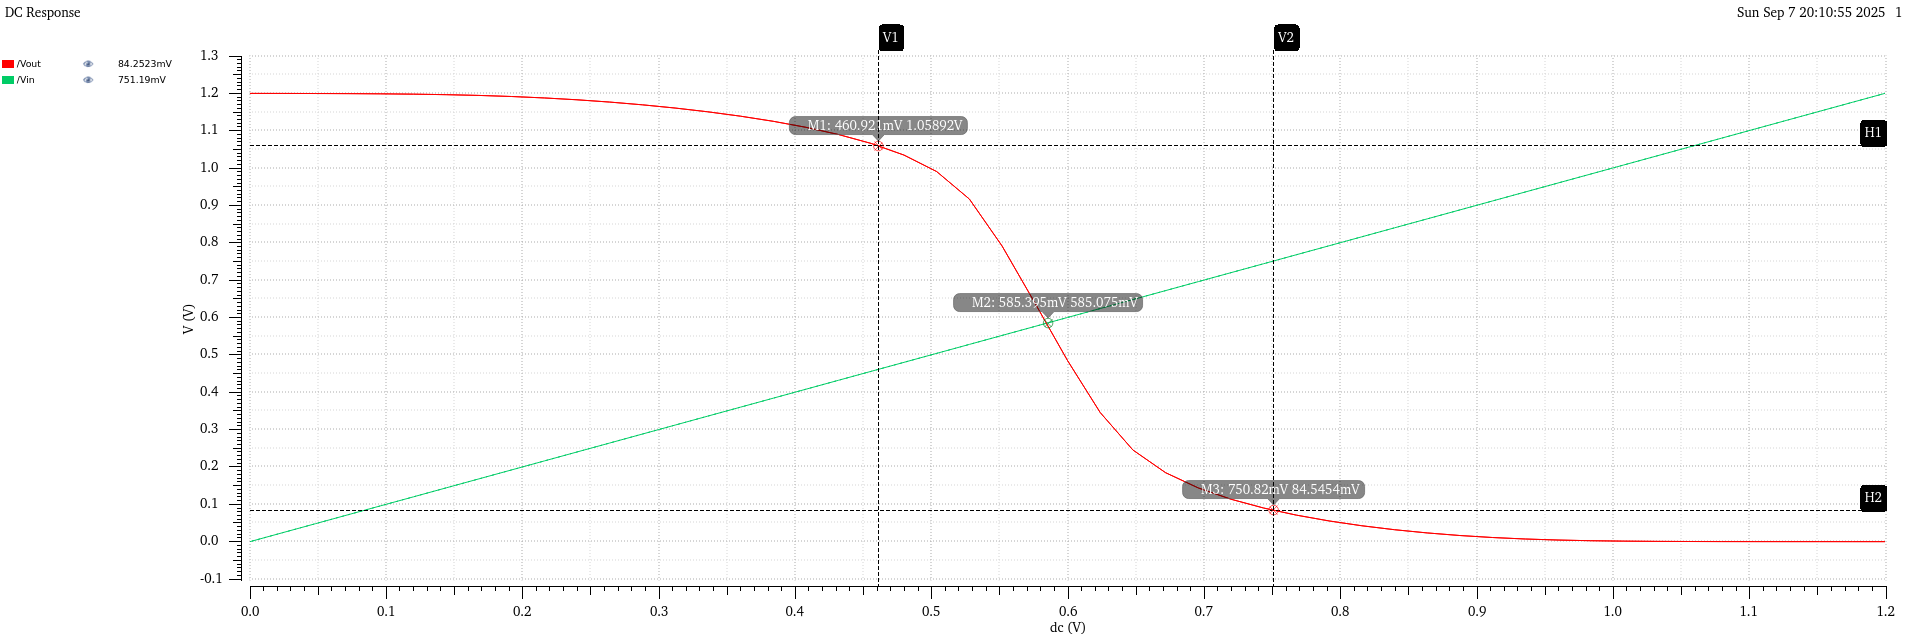 DC Response
Sun Sep 7 20:10:55 2025 1
V1
V2
/Vout 84.2523mV
/Vin 751.19mV
1.3
1.2
1.1
1.0
0.9
0.8
0.7
0.6
0.5
0.4
0.3
0.2
0.1
0.0
-0.1
V (V)
M1: 460.921mV 1.05892V
H1
M2: 585.395mV 585.075mV
M3: 750.82mV 84.5454mV
H2
0.0 0.1 0.2 0.3 0.4 0.5 0.6 0.7 0.8 0.9 1.0 1.1 1.2
dc (V)